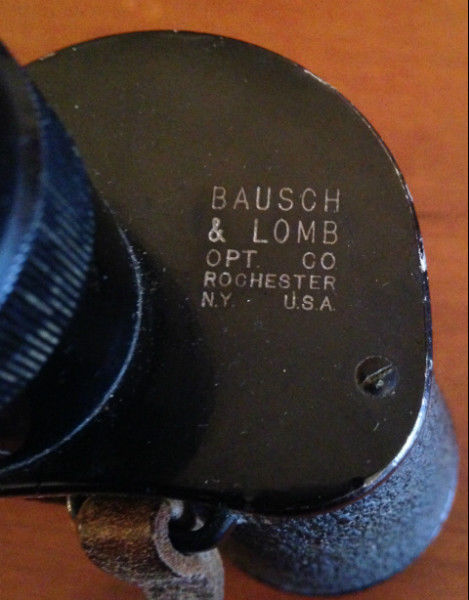 BAUSCH
& LOMB
OPT. CO
ROCHESTER
N.Y. U.S.A.